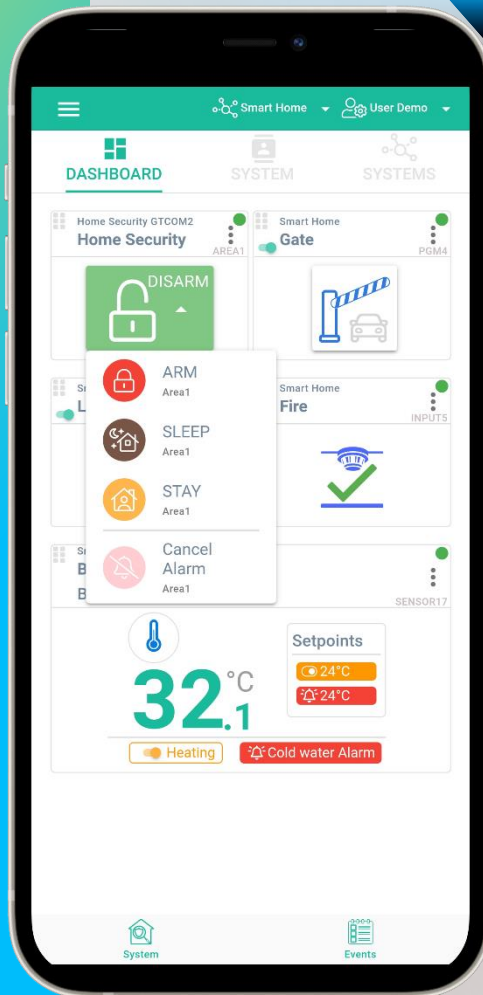 Smart Home
User Demo
DASHBOARD
SYSTEM
SYSTEMS
Home Security GTCOM2
Home Security
AREA1
Smart Home
Gate
PGM4
DISARM
ARM
Area1
SLEEP
Area1
STAY
Area1
Cancel
Alarm
Area1
Smart Home
Fire
INPUT5
SENSOR17
32.1 °C
Setpoints
24°C
24°C
Heating
Cold water Alarm
System
Events